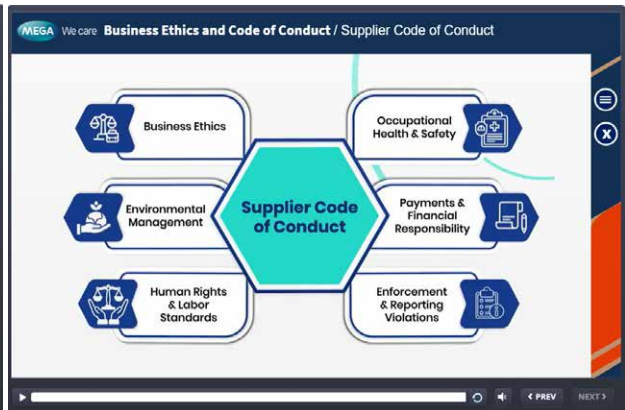 MEGA We care Business Ethics and Code of Conduct / Supplier Code of Conduct
Business Ethics
Environmental
Management
Human Rights
& Labor
Standards
Supplier Code
of Conduct
Occupational
Health & Safety
Payments &
Financial
Responsibility
Enforcement
& Reporting
Violations
X
< PREV
NEXT >